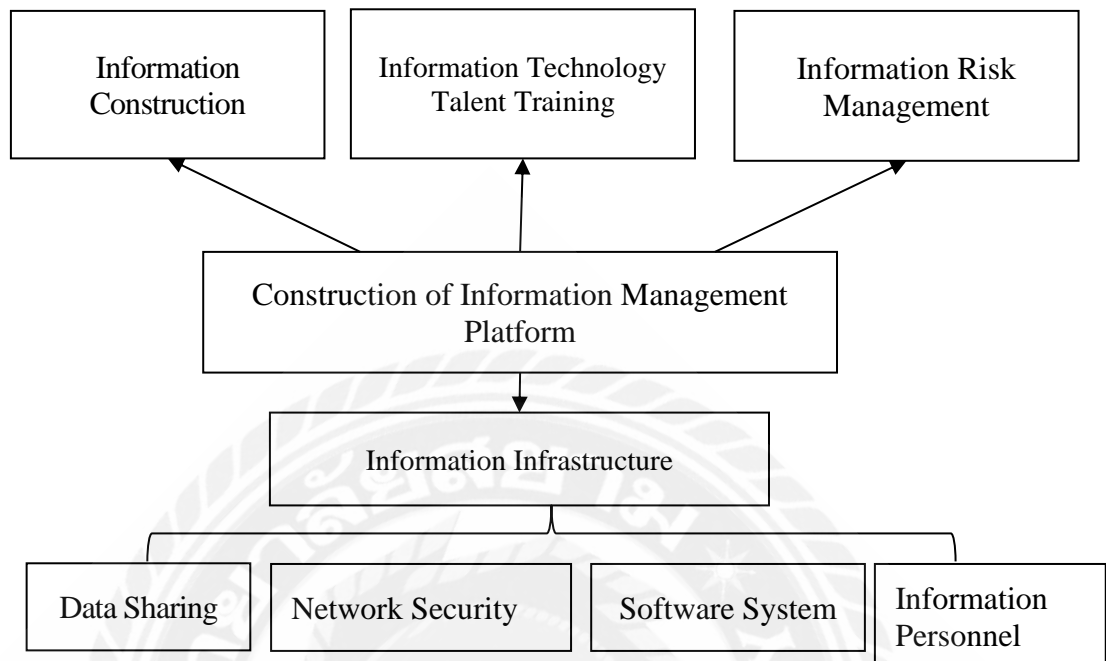 Information
Construction
Information Technology
Talent Training
Information Risk
Management
Construction of Information Management
Platform
Information Infrastructure
Data Sharing
Network Security
Software System
Information
Personnel